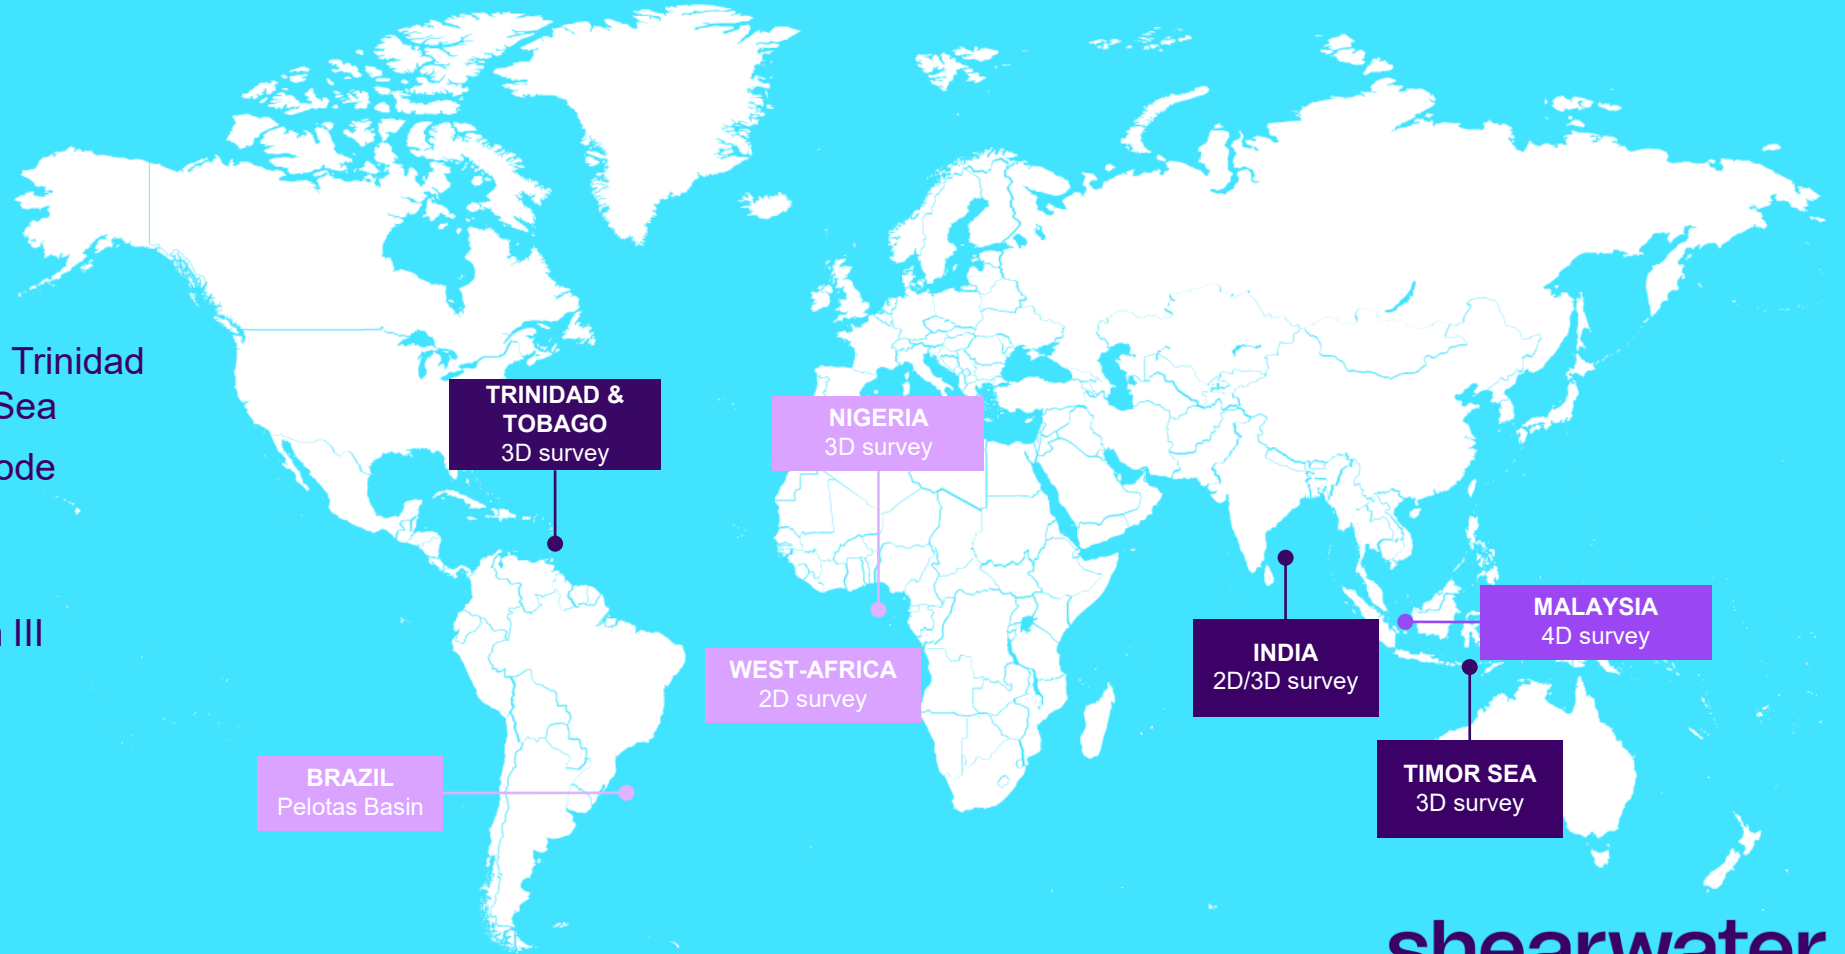 Trinidad
Sea
ode
III
TRINIDAD &
TOBAGO
3D survey
NIGERIA
3D survey
WEST-AFRICA
2D survey
BRAZIL
Pelotas Basin
INDIA
2D/3D survey
MALAYSIA
4D survey
TIMOR SEA
3D survey
shearwater